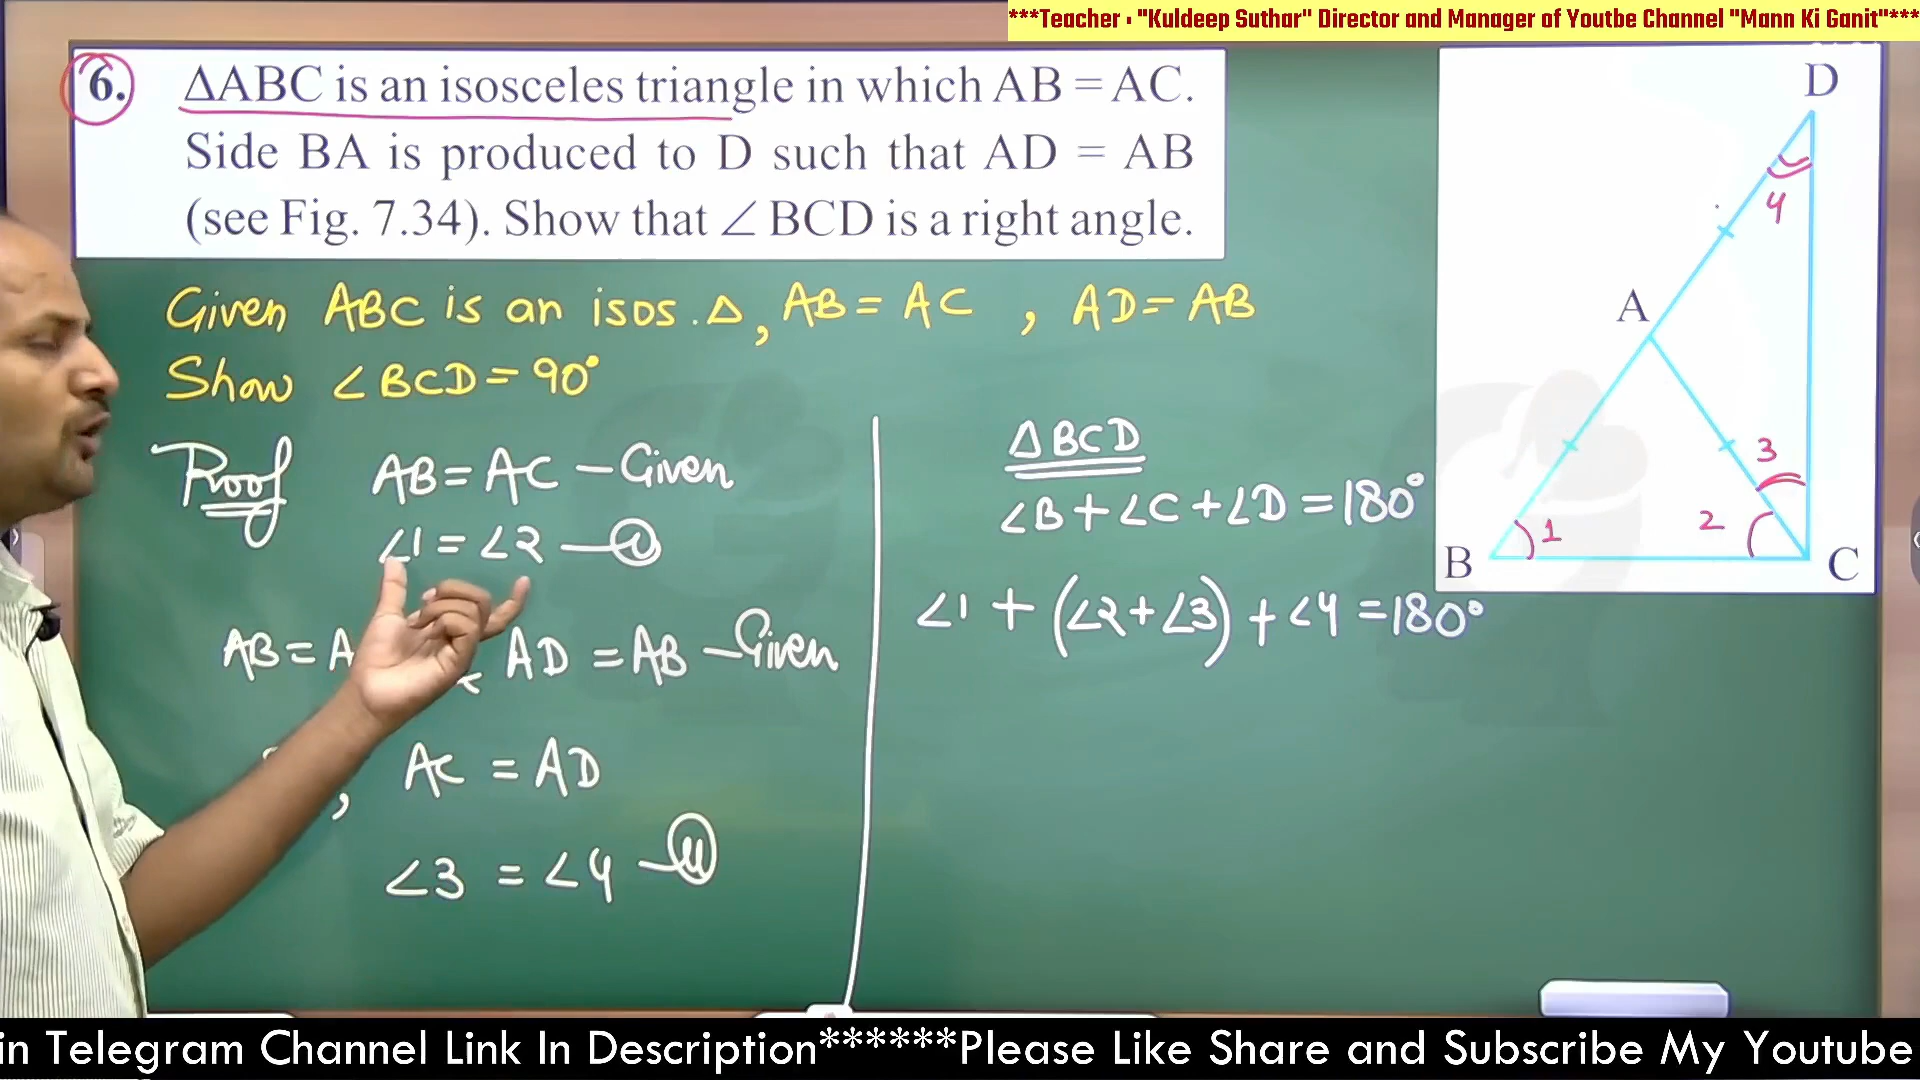 ***Teacher : "Kuldeep Suthar" Director and Manager of Youtbe Channel "Mann Ki Ganit"***
6. ΔABC is an isosceles triangle in which AB = AC.
Side BA is produced to D such that AD = AB
(see Fig. 7.34). Show that ∠BCD is a right angle.
Given ABC is an isos. Δ, AB = AC , AD = AB
Show ∠BCD = 90°
Proof AB = AC – Given
∠1 = ∠2 –
AB = A
AD = AB – Given
, AC = AD
∠3 = ∠4 –
ΔBCD
∠B + ∠C + ∠D = 180°
∠1 + (∠2 + ∠3) + ∠4 = 180°
D
4
A
3
2
1
B
C
in Telegram Channel Link In Description******Please Like Share and Subscribe My Youtube